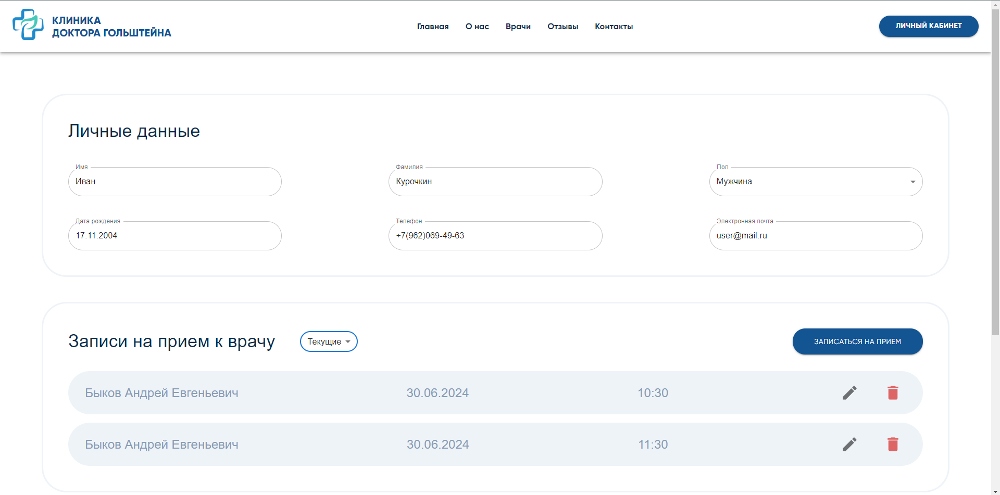 КЛИНИКА
ДОКТОРА ГОЛЬШТЕЙНА
Главная
О нас
Врачи
Отзывы
Контакты
ЛИЧНЫЙ КАБИНЕТ
Личные данные
Имя
Иван
Фамилия
Курочкин
Пол
Мужчина
Дата рождения
17.11.2004
Телефон
+7(962)069-49-63
Электронная почта
user@mail.ru
Записи на прием к врачу
Текущие
ЗАПИСАТЬСЯ НА ПРИЕМ
Быков Андрей Евгеньевич
30.06.2024
10:30
Быков Андрей Евгеньевич
30.06.2024
11:30